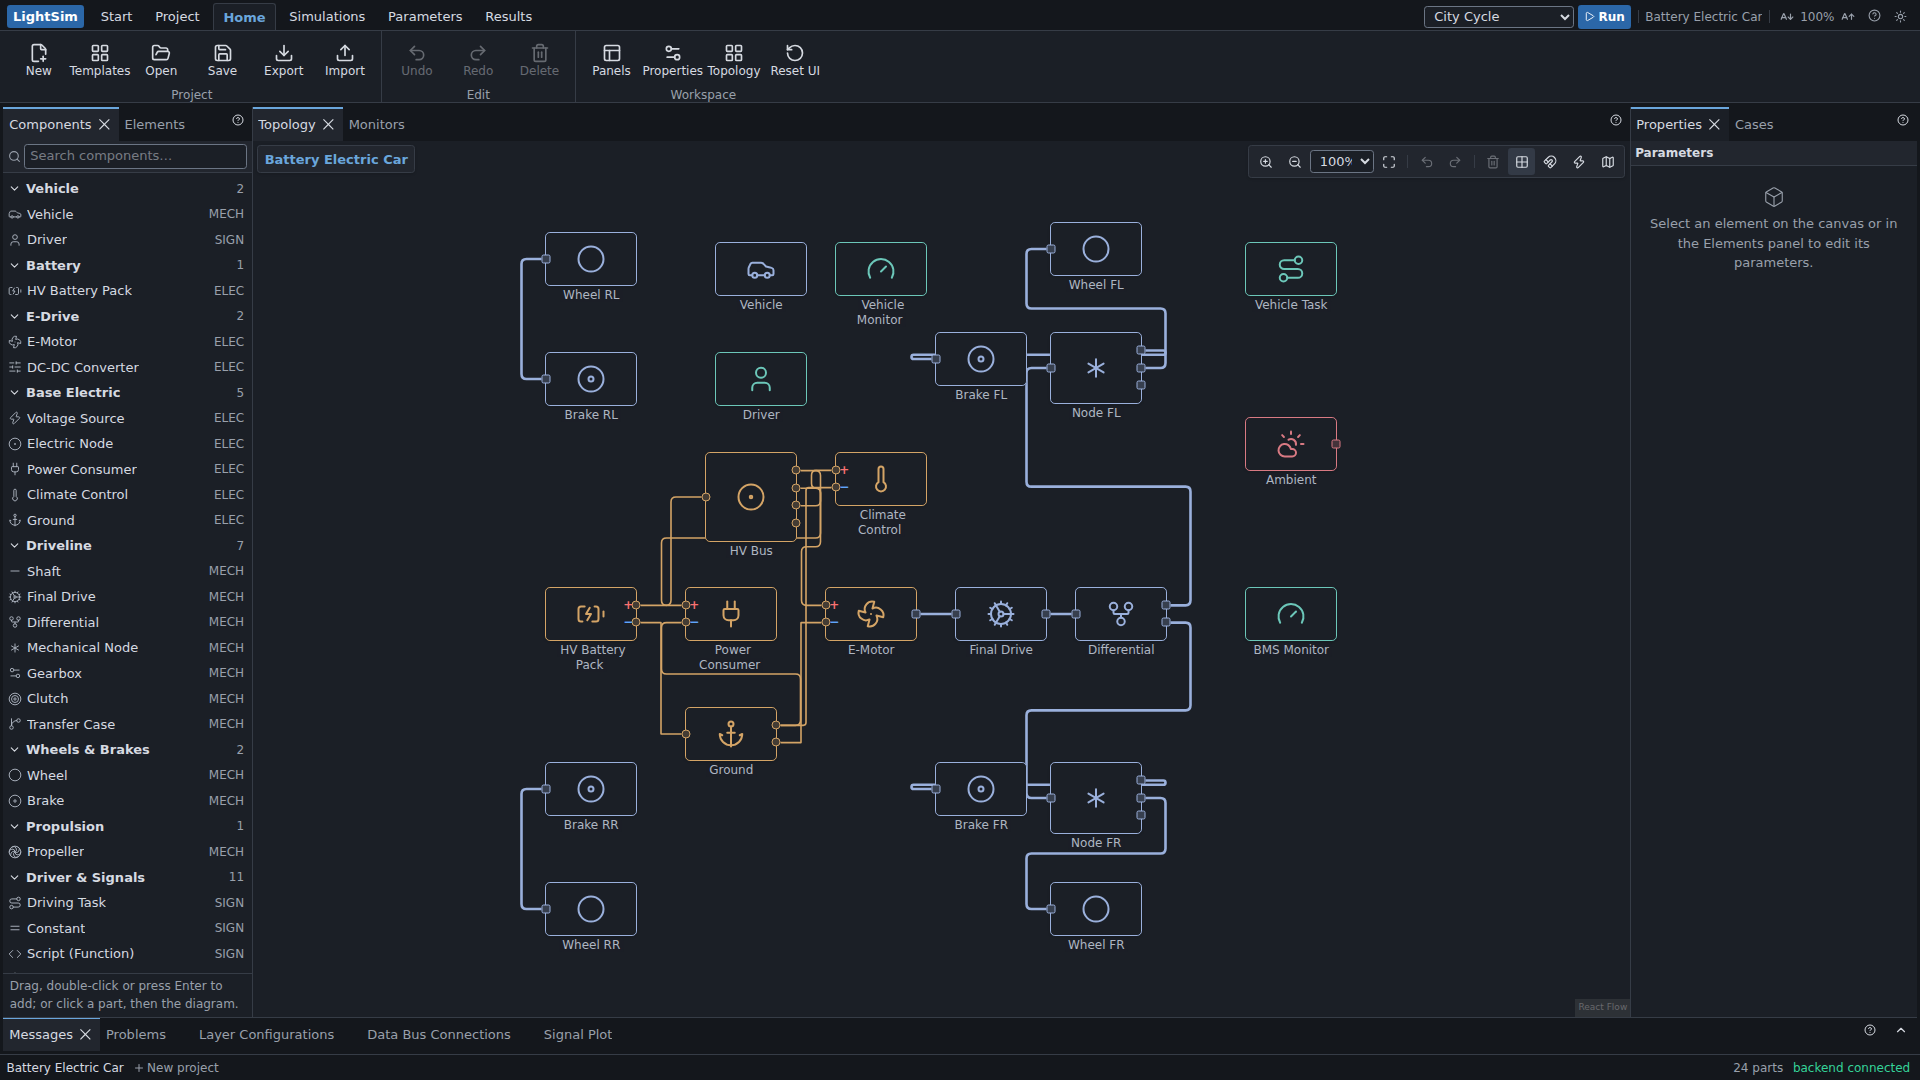 LightSim Start Project Home Simulations Parameters Results City Cycle Run Battery Electric Car A 100% A
New Templates Open Save Export Import Undo Redo Delete Panels Properties Topology Reset UI
Project Edit Workspace
Components Elements
Search components...
Vehicle 2
Vehicle MECH
Driver SIGN
Battery 1
HV Battery Pack ELEC
E-Drive 2
E-Motor ELEC
DC-DC Converter ELEC
Base Electric 5
Voltage Source ELEC
Electric Node ELEC
Power Consumer ELEC
Climate Control ELEC
Ground ELEC
Driveline 7
Shaft MECH
Final Drive MECH
Differential MECH
Mechanical Node MECH
Gearbox MECH
Clutch MECH
Transfer Case MECH
Wheels & Brakes 2
Wheel MECH
Brake MECH
Propulsion 1
Propeller MECH
Driver & Signals 11
Driving Task SIGN
Constant SIGN
Script (Function) SIGN
Drag, double-click or press Enter to
add; or click a part, then the diagram.
Topology Monitors
Battery Electric Car
100%
Wheel FL
Wheel RL
Vehicle
Vehicle
Monitor
Vehicle Task
Brake FL
Node FL
Brake RL
Driver
Ambient
Climate
Control
HV Bus
HV Battery
Pack
Power
Consumer
E-Motor
Final Drive
Differential
BMS Monitor
Ground
Brake RR
Brake FR
Node FR
Wheel RR
Wheel FR
React Flow
Properties Cases
Parameters
Select an element on the canvas or in
the Elements panel to edit its
parameters.
Messages Problems Layer Configurations Data Bus Connections Signal Plot
Battery Electric Car + New project 24 parts backend connected